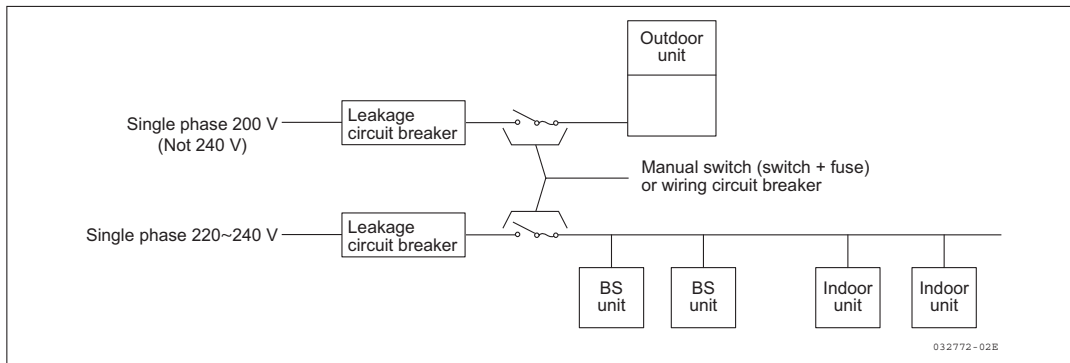 Outdoor
unit
Single phase 200 V
(Not 240 V)
Leakage
circuit breaker
Manual switch (switch + fuse)
or wiring circuit breaker
Single phase 220~240 V
Leakage
circuit breaker
BS
unit
BS
unit
Indoor
unit
Indoor
unit
032772-02E